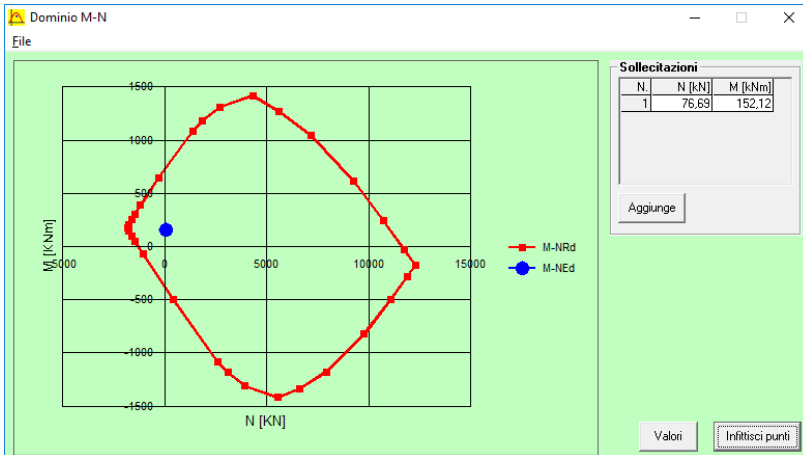 Dominio M-N
File
Sollecitazioni
N. N [kN] M [kNm]
1 76,69 152,12
Aggiunge
1500
1000
500
0
-500
-1000
-1500
M [KNm]
-5000 0 5000 10000 15000
N [KN]
M-NRd
M-NEd
Valori
Infittisci punti